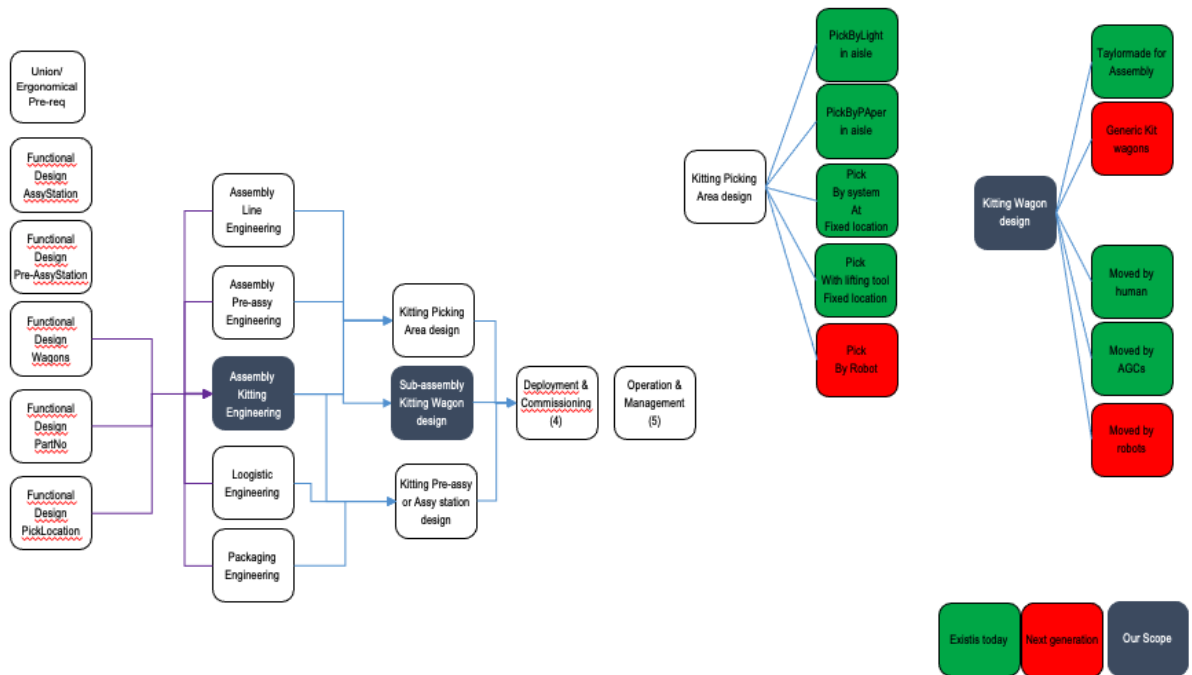 Union/
Ergonomical
Pre-req
Functional
Design
AssyStation
Functional
Design
Pre-AssyStation
Functional
Design
Wagons
Functional
Design
PartNo
Functional
Design
PickLocation
Assembly
Line
Engineering
Assembly
Pre-assy
Engineering
Assembly
Kitting
Engineering
Loogistic
Engineering
Packaging
Engineering
Kitting Picking
Area design
Sub-assembly
Kitting Wagon
design
Kitting Pre-assy
or Assy station
design
Deployment &
Commissioning
(4)
Operation &
Management
(5)
Kitting Picking
Area design
PickByLight
in aisle
PickByPAper
in aisle
Pick
By system
At
Fixed location
Pick
With lifting tool
Fixed location
Pick
By Robot
Kitting Wagon
design
Taylormade for
Assembly
Generic Kit
wagons
Moved by
human
Moved by
AGCs
Moved by
robots
Existis today
Next generation
Our Scope